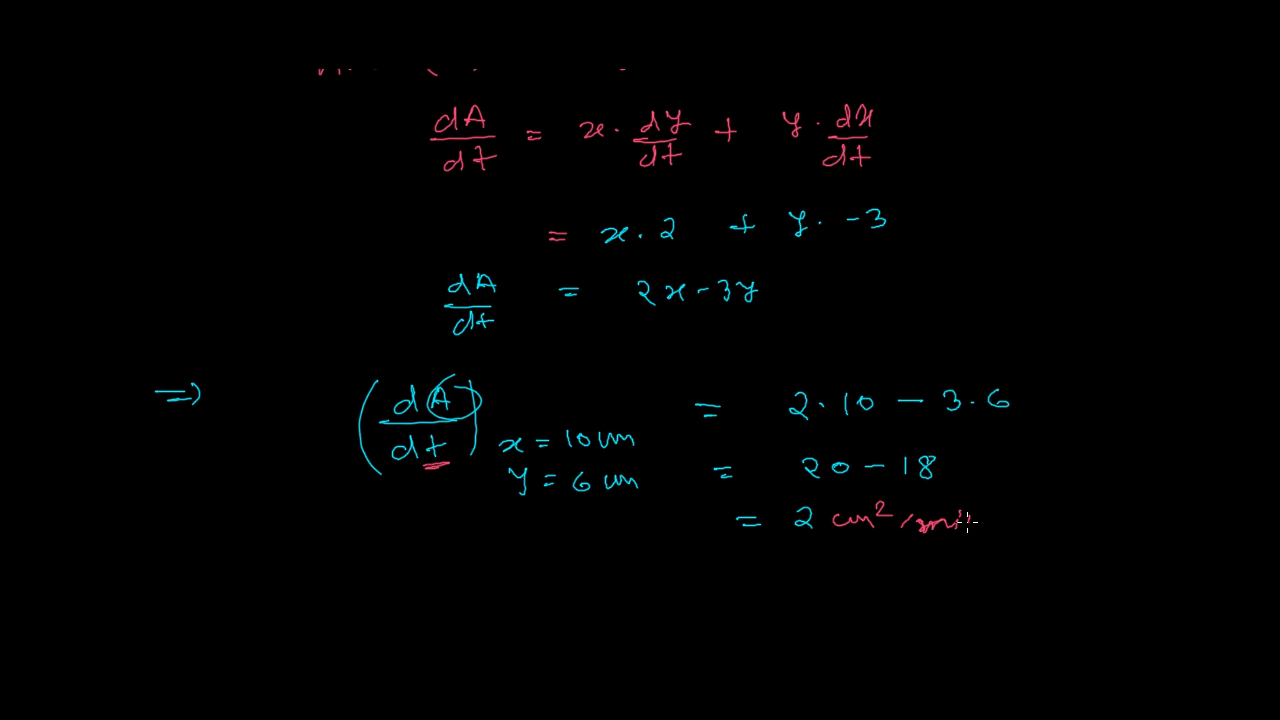 dA/dt = x · dy/dt + y · dx/dt
= x · 2 + y · -3
dA/dt = 2x - 3y
⇒ (dA/dt) x = 10 cm y = 6 cm = 2 · 10 - 3 · 6
= 20 - 18
= 2 cm²